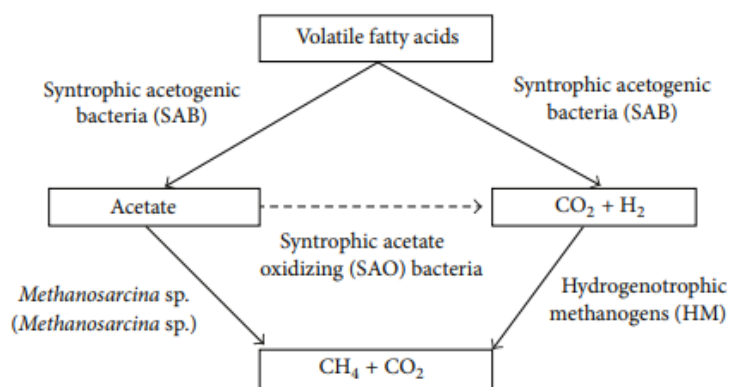 Volatile fatty acids
Syntrophic acetogenic
bacteria (SAB)
Syntrophic acetogenic
bacteria (SAB)
Acetate
CO₂ + H₂
Syntrophic acetate
oxidizing (SAO) bacteria
Methanosarcina sp.
(Methanosarcina sp.)
Hydrogenotrophic
methanogens (HM)
CH₄ + CO₂